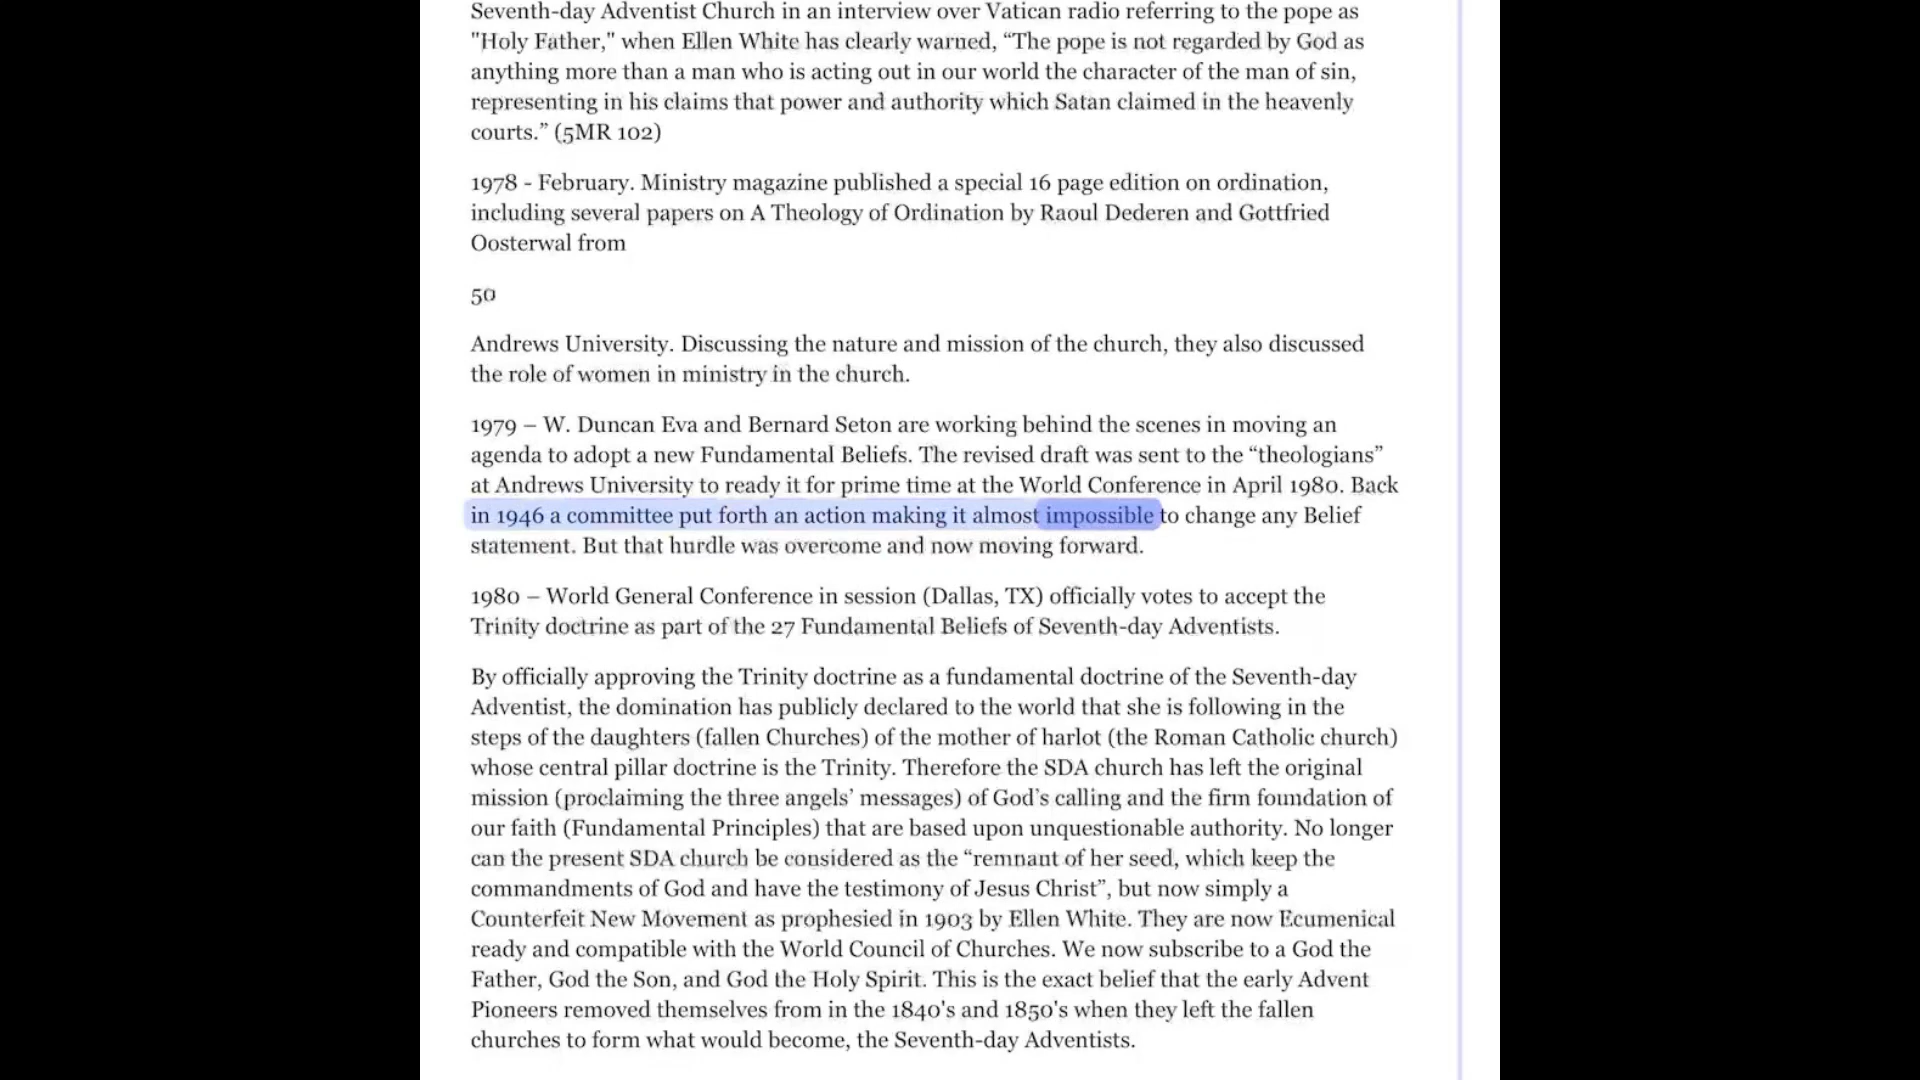 Seventh-day Adventist Church in an interview over Vatican radio referring to the pope as
"Holy Father," when Ellen White has clearly warned, “The pope is not regarded by God as
anything more than a man who is acting out in our world the character of the man of sin,
representing in his claims that power and authority which Satan claimed in the heavenly
courts.” (5MR 102)
1978 - February. Ministry magazine published a special 16 page edition on ordination,
including several papers on A Theology of Ordination by Raoul Dederen and Gottfried
Oosterwal from
50
Andrews University. Discussing the nature and mission of the church, they also discussed
the role of women in ministry in the church.
1979 – W. Duncan Eva and Bernard Seton are working behind the scenes in moving an
agenda to adopt a new Fundamental Beliefs. The revised draft was sent to the “theologians”
at Andrews University to ready it for prime time at the World Conference in April 1980. Back
in 1946 a committee put forth an action making it almost impossible to change any Belief
statement. But that hurdle was overcome and now moving forward.
1980 – World General Conference in session (Dallas, TX) officially votes to accept the
Trinity doctrine as part of the 27 Fundamental Beliefs of Seventh-day Adventists.
By officially approving the Trinity doctrine as a fundamental doctrine of the Seventh-day
Adventist, the domination has publicly declared to the world that she is following in the
steps of the daughters (fallen Churches) of the mother of harlot (the Roman Catholic church)
whose central pillar doctrine is the Trinity. Therefore the SDA church has left the original
mission (proclaiming the three angels’ messages) of God’s calling and the firm foundation of
our faith (Fundamental Principles) that are based upon unquestionable authority. No longer
can the present SDA church be considered as the “remnant of her seed, which keep the
commandments of God and have the testimony of Jesus Christ”, but now simply a
Counterfeit New Movement as prophesied in 1903 by Ellen White. They are now Ecumenical
ready and compatible with the World Council of Churches. We now subscribe to a God the
Father, God the Son, and God the Holy Spirit. This is the exact belief that the early Advent
Pioneers removed themselves from in the 1840's and 1850's when they left the fallen
churches to form what would become, the Seventh-day Adventists.